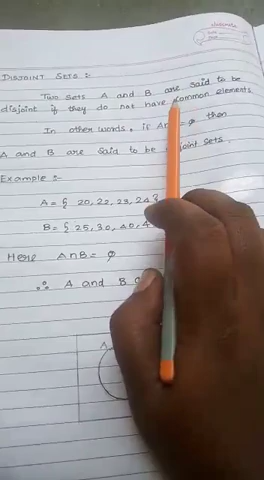 DISJOINT SETS :-
Two sets A and B are said to be
disjoint if they do not have common elements
In other words, if A = φ then
A and B are said to be joint sets.
Example :-
A = { 20, 22, 23, 24 }
B = { 25, 30, 40, 4
Here A∩B = φ
∴ A and B
A